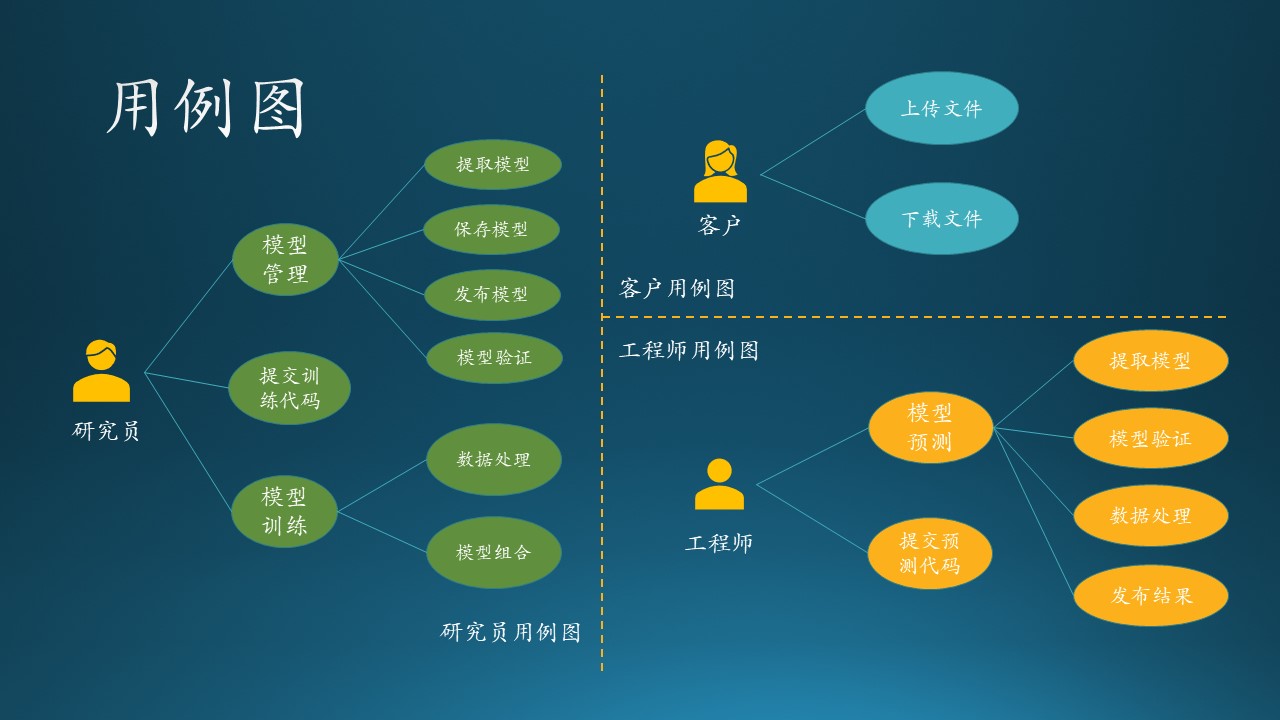 用例图
提取模型
保存模型
发布模型
模型验证
模型
管理
提交训
练代码
研究员
模型
训练
数据处理
模型组合
研究员用例图
上传文件
下载文件
客户
客户用例图
工程师用例图
提取模型
模型验证
数据处理
发布结果
模型
预测
提交预
测代码
工程师